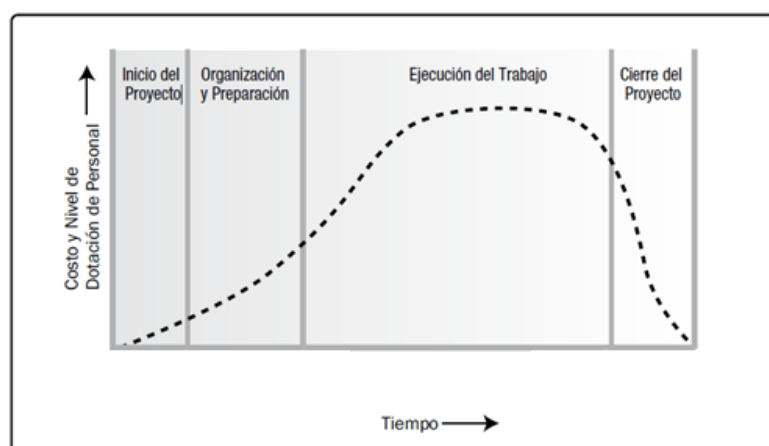 Inicio del
Proyecto
Organización
y Preparación
Ejecución del Trabajo
Cierre del
Proyecto
Costo y Nivel de
Dotación de Personal
Tiempo